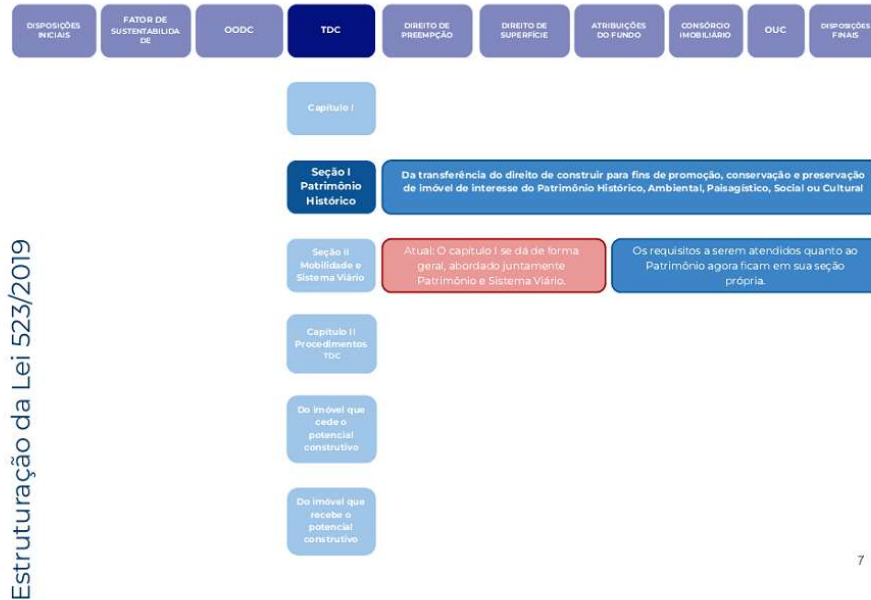 DISPOSIÇÕES
INICIAIS
FATOR DE
SUSTENTABILIDA
DE
OODC
TDC
DIREITO DE
PREEMPÇÃO
DIREITO DE
SUPERFÍCIE
ATRIBUIÇÕES
DO FUNDO
CONSÓRCIO
IMOBILIÁRIO
OUC
DISPOSIÇÕES
FINAIS
Capítulo I
Seção I
Patrimônio
Histórico
Da transferência do direito de construir para fins de promoção, conservação e preservação
de imóvel de interesse do Patrimônio Histórico, Ambiental, Paisagístico, Social ou Cultural
Seção II
Mobilidade e
Sistema Viário
Atual: O capítulo I se dá de forma
geral, abordado juntamente
Patrimônio e Sistema Viário.
Os requisitos a serem atendidos quanto ao
Patrimônio agora ficam em sua seção
própria.
Capítulo II
Procedimentos
TDC
Do imóvel que
cede o
potencial
construtivo
Do imóvel que
recebe o
potencial
construtivo
Estruturação da Lei 523/2019
7